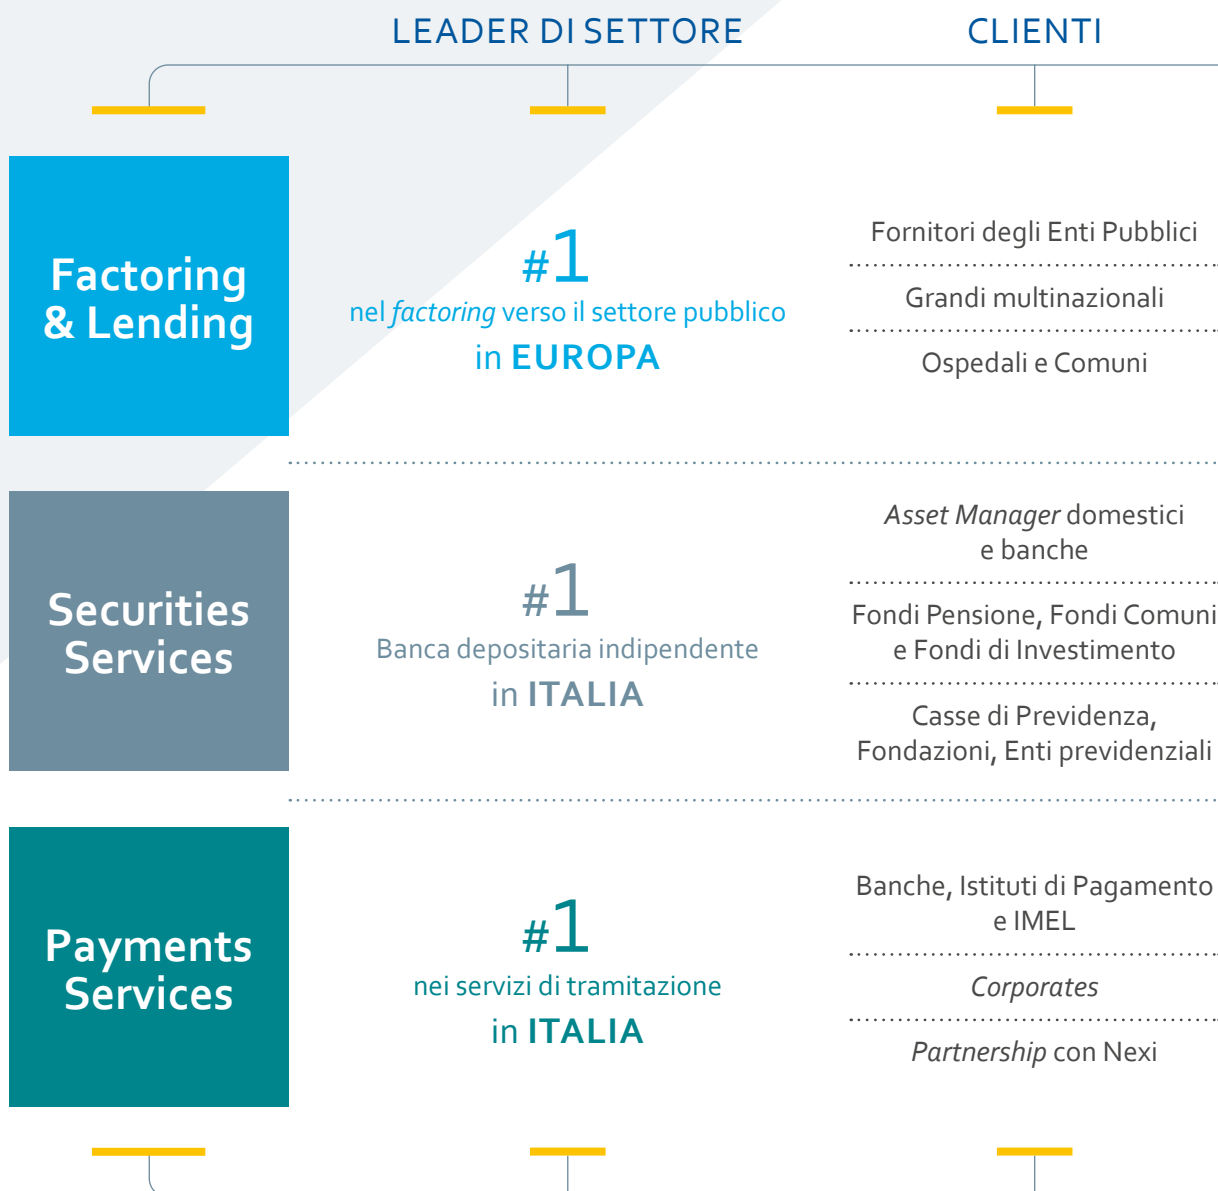 LEADER DI SETTORE
CLIENTI
Factoring
& Lending
#1
nel factoring verso il settore pubblico
in EUROPA
Fornitori degli Enti Pubblici
Grandi multinazionali
Ospedali e Comuni
Securities
Services
#1
Banca depositaria indipendente
in ITALIA
Asset Manager domestici
e banche
Fondi Pensione, Fondi Comuni
e Fondi di Investimento
Casse di Previdenza,
Fondazioni, Enti previdenziali
Payments
Services
#1
nei servizi di tramitazione
in ITALIA
Banche, Istituti di Pagamento
e IMEL
Corporates
Partnership con Nexi